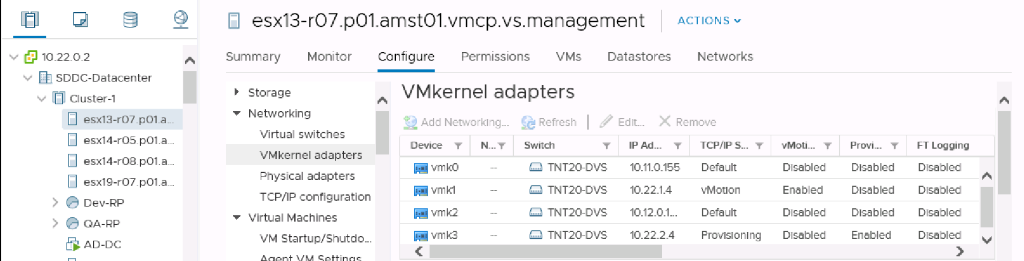 esx13-r07.p01.amst01.vmcp.vs.management
ACTIONS
Summary Monitor Configure Permissions VMs Datastores Networks
10.22.0.2
SDDC-Datacenter
Cluster-1
esx13-r07.p01.a...
esx14-r05.p01.a...
esx14-r08.p01.a...
esx19-r07.p01.a...
Dev-RP
QA-RP
AD-DC
Storage
Networking
Virtual switches
VMkernel adapters
Physical adapters
TCP/IP configuration
Virtual Machines
VM Startup/Shutdo...
Agent VM Settings
VMkernel adapters
Add Networking... Refresh Edit... Remove
Device N... Switch IP Ad... TCP/IP S... vMoti... Provi... FT Logging
vmk0 -- TNT20-DVS 10.11.0.155 Default Disabled Disabled Disabled
vmk1 -- TNT20-DVS 10.22.1.4 vMotion Enabled Disabled Disabled
vmk2 -- TNT20-DVS 10.12.0.1... Default Disabled Disabled Disabled
vmk3 -- TNT20-DVS 10.22.2.4 Provisioning Disabled Enabled Disabled